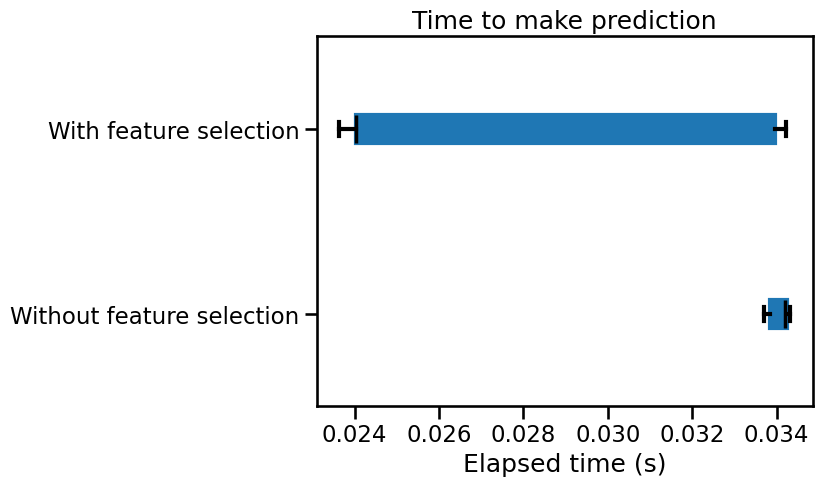 Time to make prediction
With feature selection
Without feature selection
0.024 0.026 0.028 0.030 0.032 0.034
Elapsed time (s)